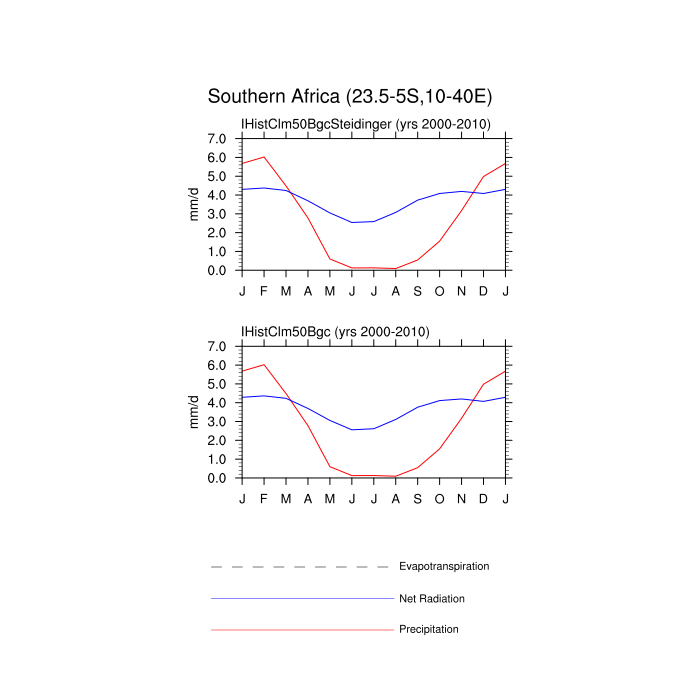 Southern Africa (23.5-5S,10-40E)
IHistClm50BgcSteidinger (yrs 2000-2010)
7.0
6.0
5.0
4.0
3.0
2.0
1.0
0.0
mm/d
J F M A M J J A S O N D J
IHistClm50Bgc (yrs 2000-2010)
7.0
6.0
5.0
4.0
3.0
2.0
1.0
0.0
mm/d
J F M A M J J A S O N D J
Evapotranspiration
Net Radiation
Precipitation